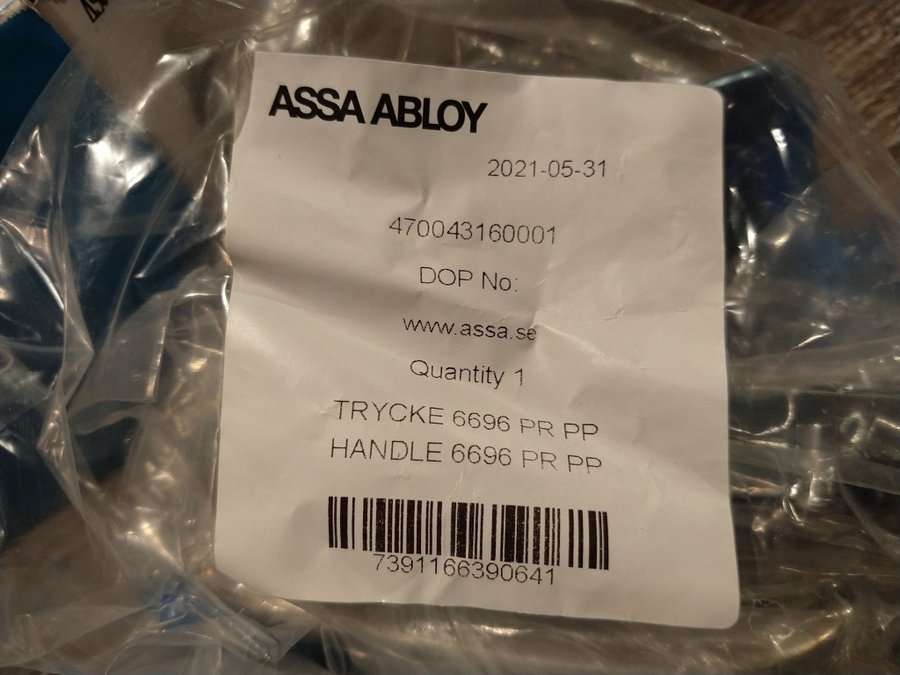 ASSA ABLOY
2021-05-31
470043160001
DOP No:
www.assa.se
Quantity 1
TRYCKE 6696 PR PP
HANDLE 6696 PR PP
7391166390641